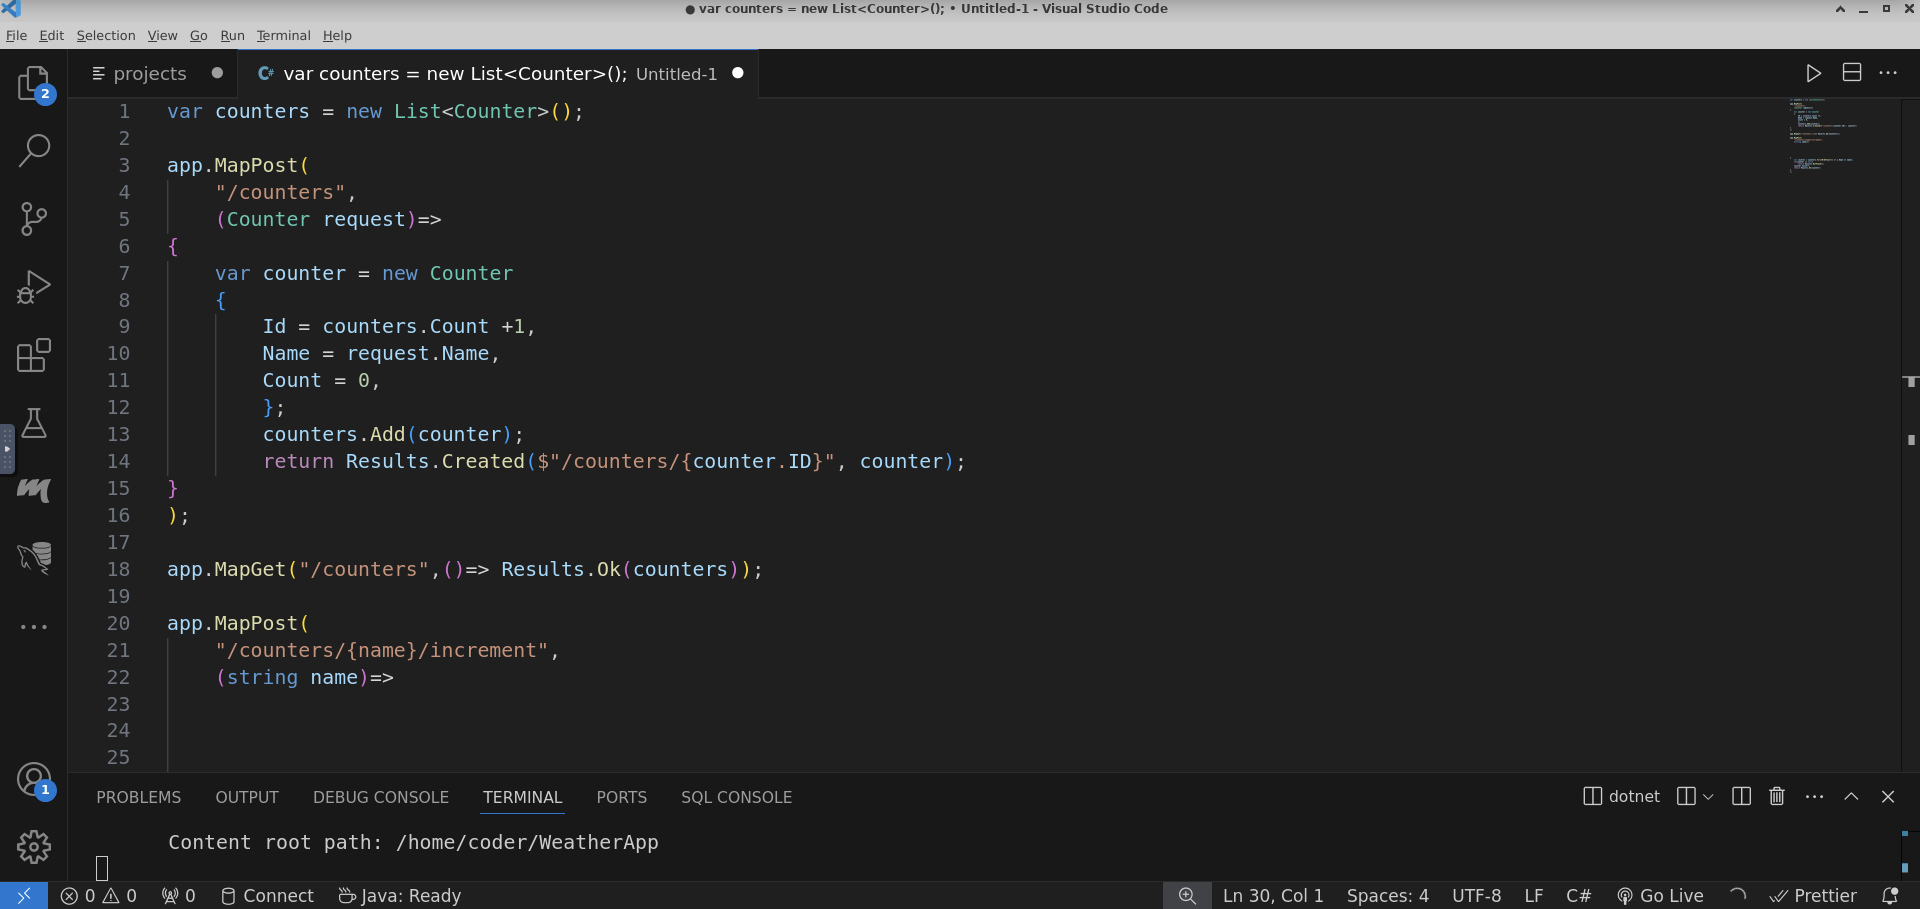 ● var counters = new List<Counter>(); • Untitled-1 - Visual Studio Code
File Edit Selection View Go Run Terminal Help
projects
C# var counters = new List<Counter>(); Untitled-1
2
1 var counters = new List<Counter>();
2
3 app.MapPost(
4 "/counters",
5 (Counter request)=>
6 {
7 var counter = new Counter
8 {
9 Id = counters.Count +1,
10 Name = request.Name,
11 Count = 0,
12 };
13 counters.Add(counter);
14 return Results.Created($"/counters/{counter.ID}", counter);
15 }
16 );
17
18 app.MapGet("/counters",()=> Results.Ok(counters));
19
20 app.MapPost(
21 "/counters/{name}/increment",
22 (string name)=>
23
24
25
1
PROBLEMS OUTPUT DEBUG CONSOLE TERMINAL PORTS SQL CONSOLE dotnet
Content root path: /home/coder/WeatherApp
0 0 0 Connect Java: Ready Ln 30, Col 1 Spaces: 4 UTF-8 LF C# Go Live Prettier